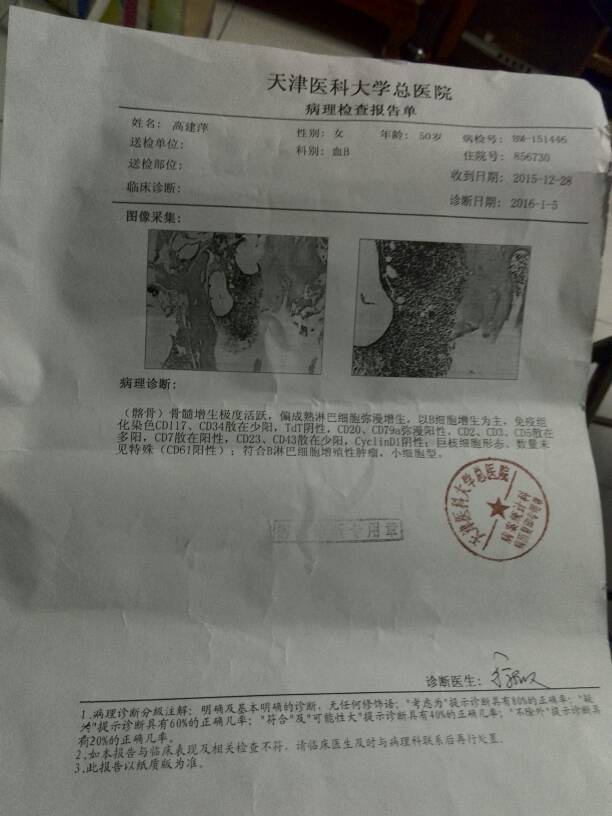 天津医科大学总医院
病理检查报告单
姓名: 高建萍 性别: 女 年龄: 50岁 病检号: BM-151446
送检单位: 科别: 血B 住院号: 856730
送检部位: 收到日期: 2015-12-28
临床诊断: 诊断日期: 2016-1-5
图像采集:
病理诊断:
（髂骨）骨髓增生极度活跃，偏成熟淋巴细胞弥漫增生，以B细胞增生为主，免疫组
化染色CD117、CD34散在少阳，TdT阴性，CD20、CD79a弥漫阳性，CD2、CD3、CD5散在
多阳，CD7散在阳性，CD23、CD43散在少阳，CyclinD1阴性；巨核细胞形态、数量未
见特殊（CD61阳性）；符合B淋巴细胞增殖性肿瘤，小细胞型。
天津医科大学总医院
病案统计科
专用章
诊断医生:
1.病理诊断分级注解: 明确及基本明确的诊断，无任何修饰语；"考虑为"提示诊断具有80%的正确率；"疑
为"提示诊断具有60%的正确几率；"符合"及"可能性大"提示诊断具有40%的正确几率；"不除外"提示诊断具
有20%的正确几率。
2.如本报告与临床表现及相关检查不符，请临床医生及时与病理科联系后再行处置.
3.此报告以纸质版为准。